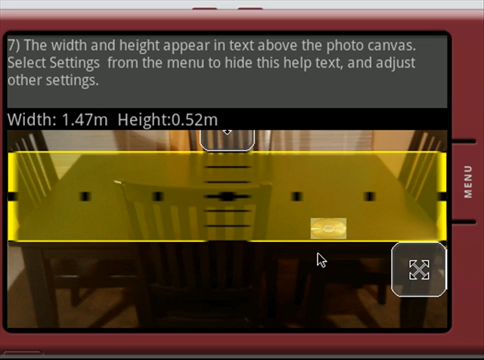 7) The width and height appear in text above the photo canvas.
Select Settings from the menu to hide this help text, and adjust
other settings.
Width: 1.47m Height:0.52m
MENU